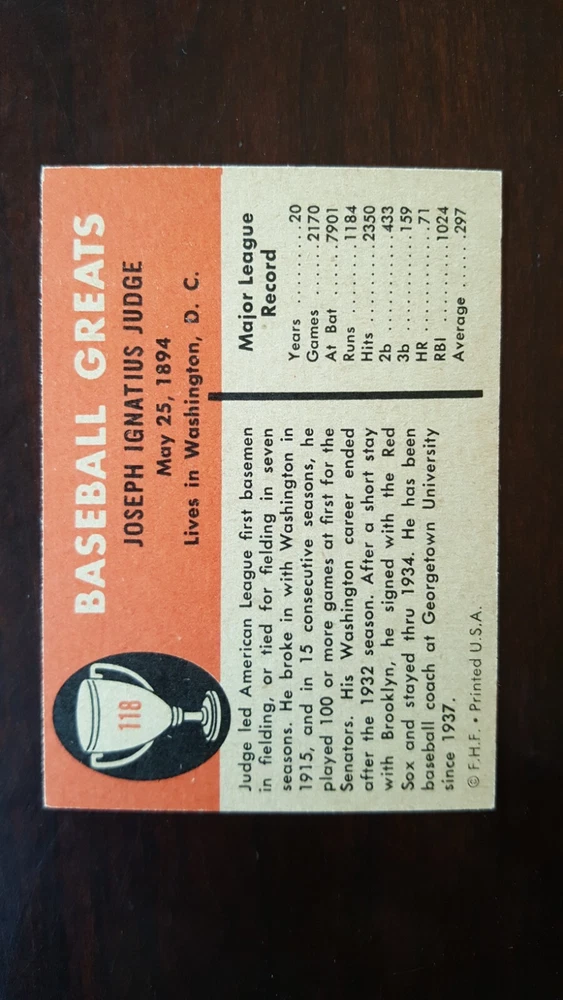 118
BASEBALL GREATS
JOSEPH IGNATIUS JUDGE
May 25, 1894
Lives in Washington, D. C.
Judge led American League first basemen
in fielding, or tied for fielding in seven
seasons. He broke in with Washington in
1915, and in 15 consecutive seasons, he
played 100 or more games at first for the
Senators. His Washington career ended
after the 1932 season. After a short stay
with Brooklyn, he signed with the Red
Sox and stayed thru 1934. He has been
baseball coach at Georgetown University
since 1937.
© F.H.F. • Printed U.S.A.
Major League
Record
Years .........20
Games ......2170
At Bat ......7901
Runs .......1184
Hits ........2350
2b ..........433
3b ..........159
HR ...........71
RBI ........1024
Average .....297